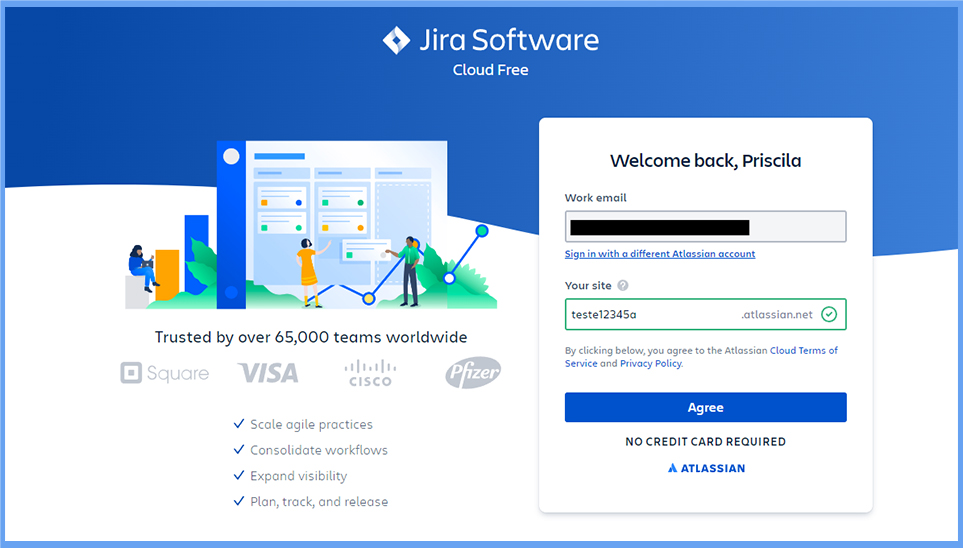 Jira Software
Cloud Free
Welcome back, Priscila
Work email
Sign in with a different Atlassian account
Your site ?
teste12345a .atlassian.net
By clicking below, you agree to the Atlassian Cloud Terms of
Service and Privacy Policy.
Agree
NO CREDIT CARD REQUIRED
ATLASSIAN
Trusted by over 65,000 teams worldwide
Square VISA CISCO Pfizer
Scale agile practices
Consolidate workflows
Expand visibility
Plan, track, and release